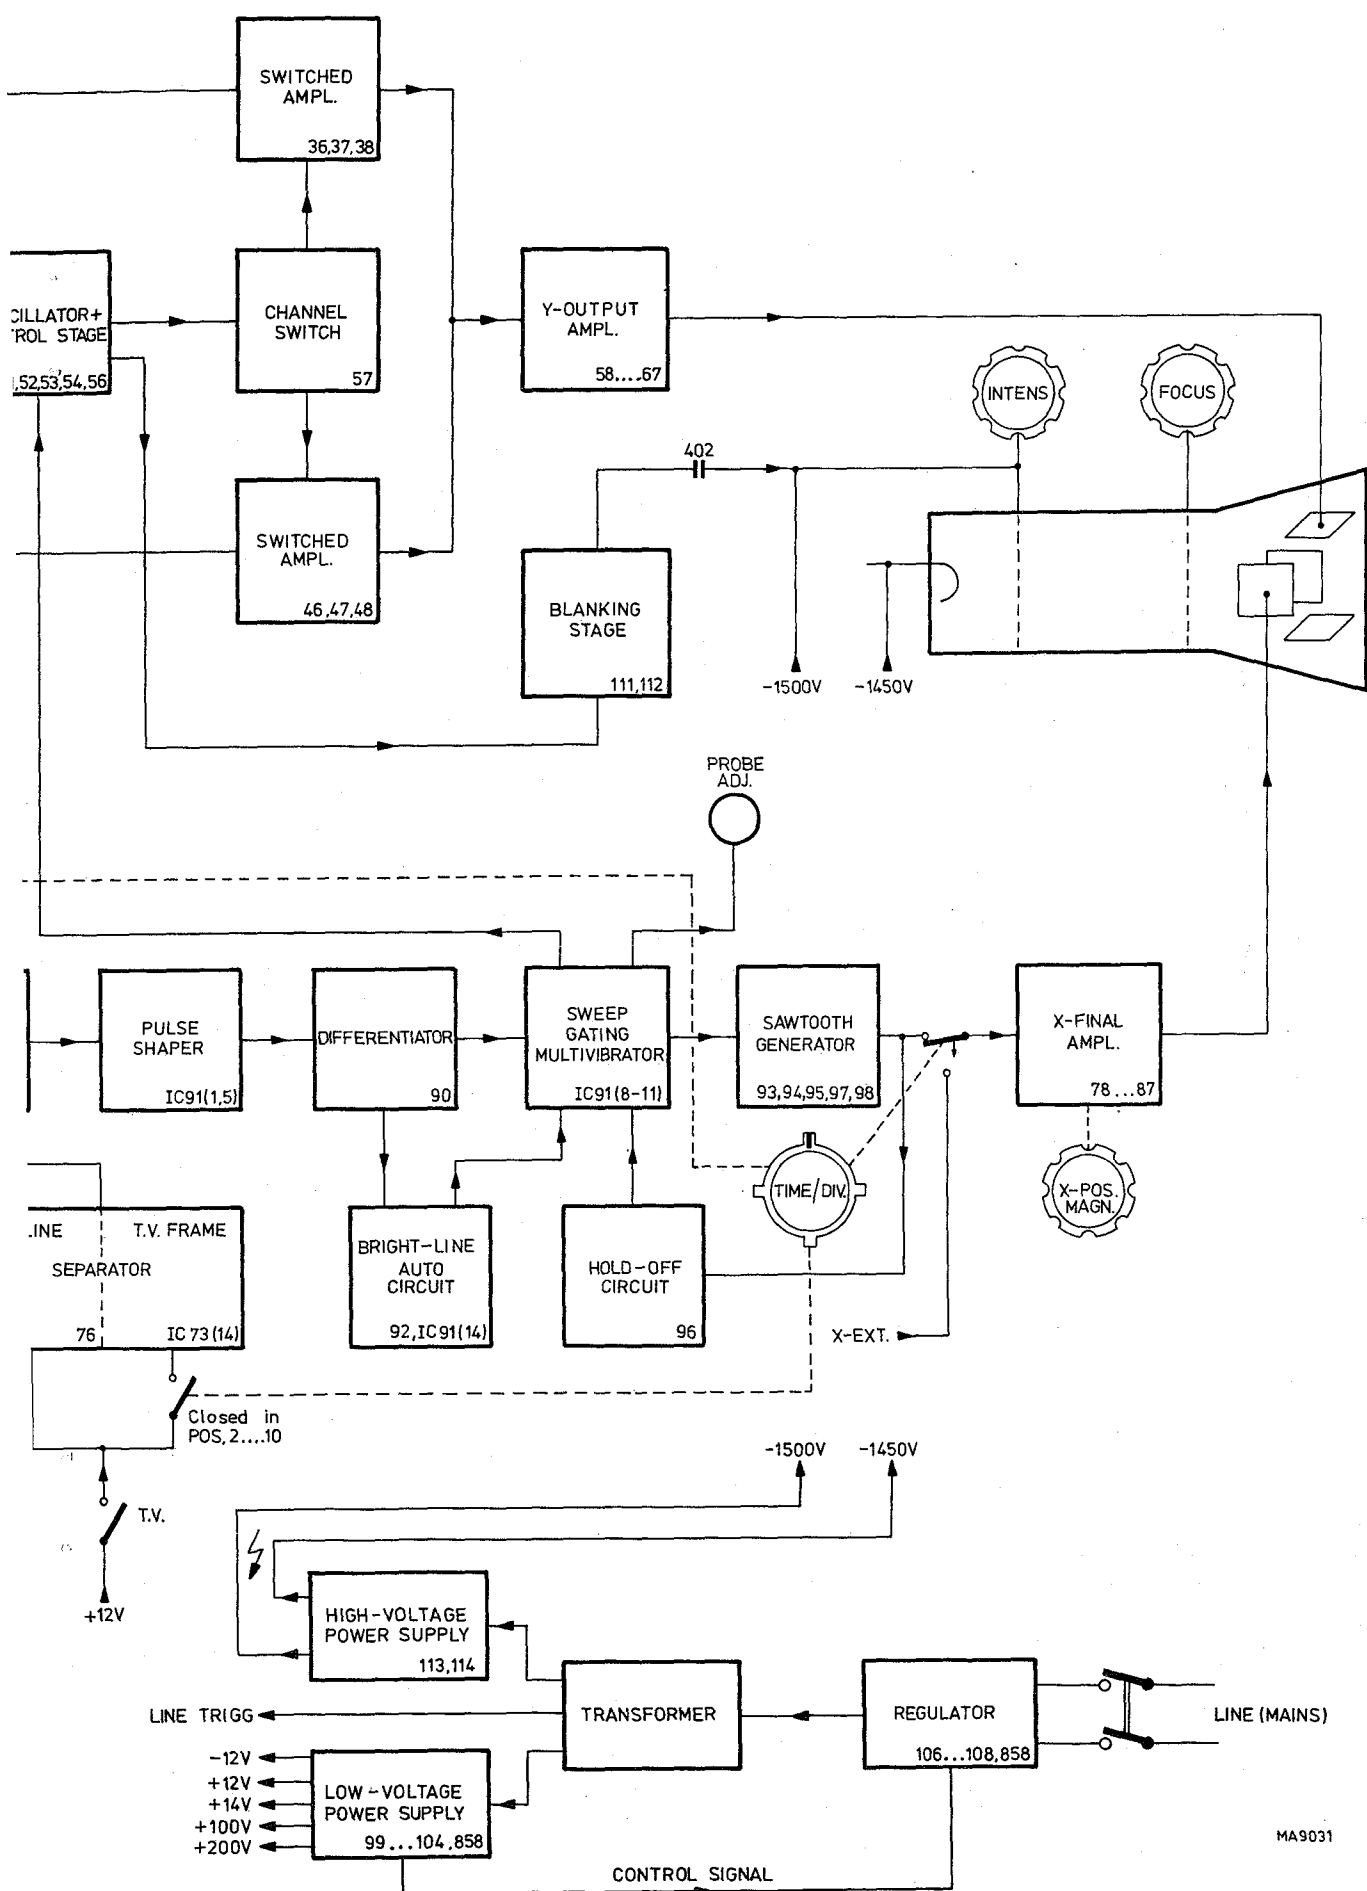 SWITCHED
AMPL.
36,37,38
CILLATOR+
ROL STAGE
,52,53,54,56
CHANNEL
SWITCH
57
Y-OUTPUT
AMPL.
58....67
INTENS
FOCUS
402
SWITCHED
AMPL.
46,47,48
BLANKING
STAGE
111,112
-1500V
-1450V
PROBE
ADJ.
PULSE
SHAPER
IC91(1,5)
DIFFERENTIATOR
90
SWEEP
GATING
MULTIVIBRATOR
IC91(8-11)
SAWTOOTH
GENERATOR
93,94,95,97,98
X-FINAL
AMPL.
78...87
TIME/DIV.
X-POS.
MAGN.
.INE
T.V. FRAME
SEPARATOR
76
IC73(14)
BRIGHT-LINE
AUTO
CIRCUIT
92,IC91(14)
HOLD-OFF
CIRCUIT
96
X-EXT.
Closed in
POS,2....10
T.V.
+12V
-1500V
-1450V
HIGH-VOLTAGE
POWER SUPPLY
113,114
LINE TRIGG
TRANSFORMER
REGULATOR
106...108,858
LINE (MAINS)
-12V
+12V
+14V
+100V
+200V
LOW-VOLTAGE
POWER SUPPLY
99...104,858
CONTROL SIGNAL
MA9031